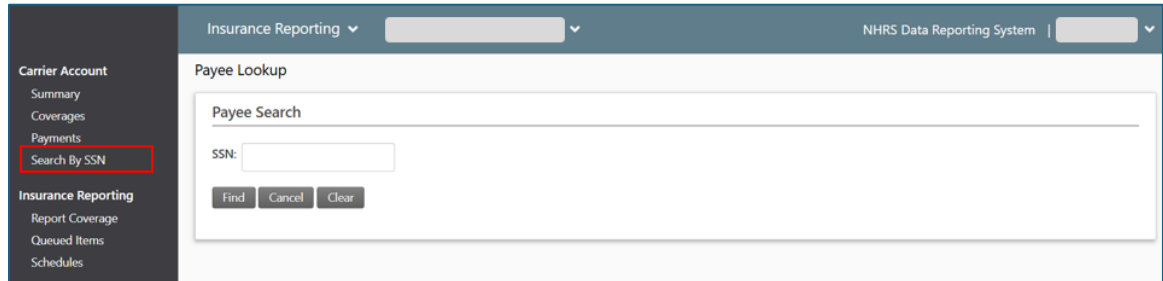 Insurance Reporting
NHRS Data Reporting System |
Carrier Account
Summary
Coverages
Payments
Search By SSN
Insurance Reporting
Report Coverage
Queued Items
Schedules
Payee Lookup
Payee Search
SSN:
Find Cancel Clear